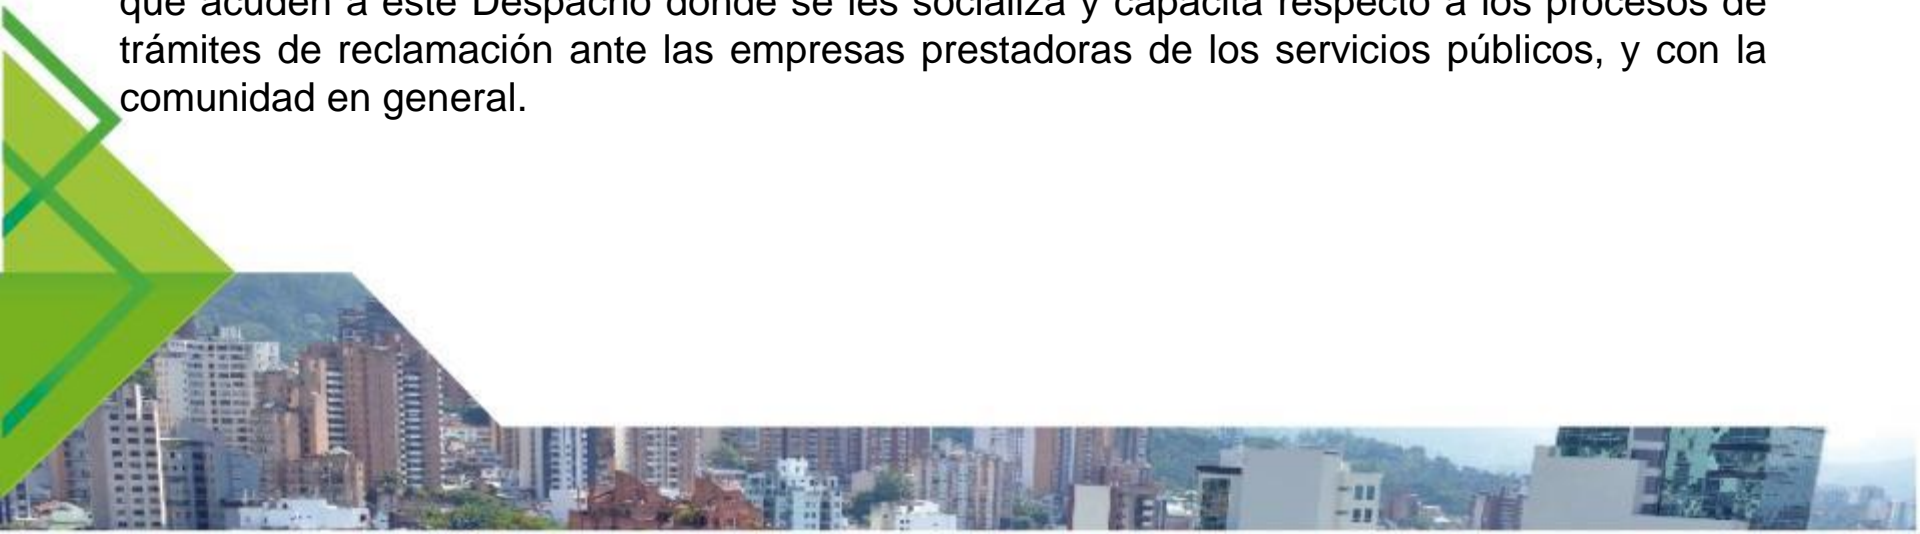 que acuden a este Despacho donde se les socializa y capacita respecto a los procesos de
trámites de reclamación ante las empresas prestadoras de los servicios públicos, y con la
comunidad en general.